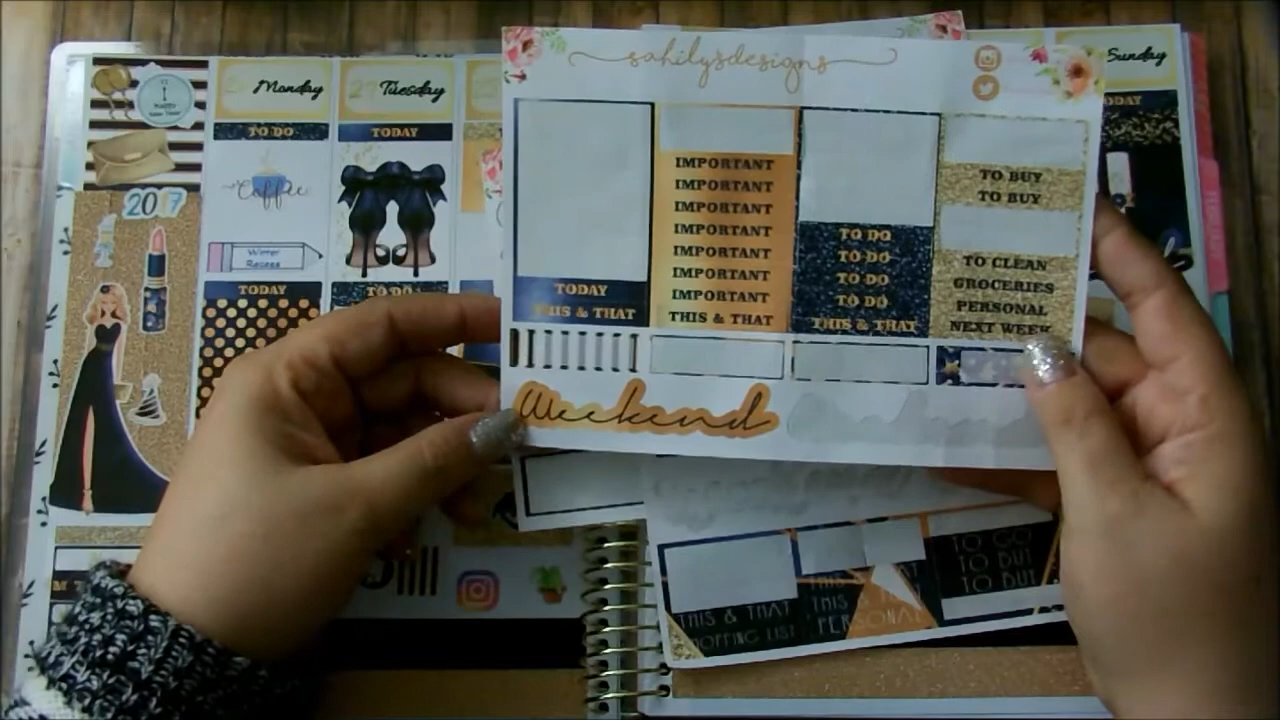 sahilysdesigns
Monday
Tuesday
Sunday
TO DO
TODAY
TODAY
Coffee
2017
Winter
Recess
TODAY
TO DO
IMPORTANT
IMPORTANT
IMPORTANT
IMPORTANT
IMPORTANT
IMPORTANT
IMPORTANT
THIS & THAT
TODAY
THIS & THAT
TO DO
TO DO
TO DO
TO DO
THIS & THAT
TO BUY
TO BUY
TO CLEAN
GROCERIES
PERSONAL
NEXT WEEK
Weekend
THIS & THAT
TO GO
TO BUY
TO BUY
PERSONAL